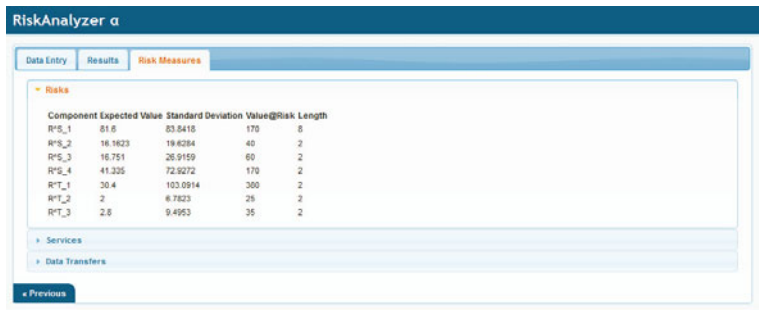 RiskAnalyzer α
Data Entry Results Risk Measures
Risks
Component Expected Value Standard Deviation Value@Risk Length
R^S_1 81.6 83.8418 170 8
R^S_2 16.1623 19.6284 40 2
R^S_3 16.751 26.9159 60 2
R^S_4 41.335 72.9272 170 2
R^T_1 30.4 103.0914 380 2
R^T_2 2 6.7823 25 2
R^T_3 2.8 9.4953 35 2
Services
Data Transfers
« Previous